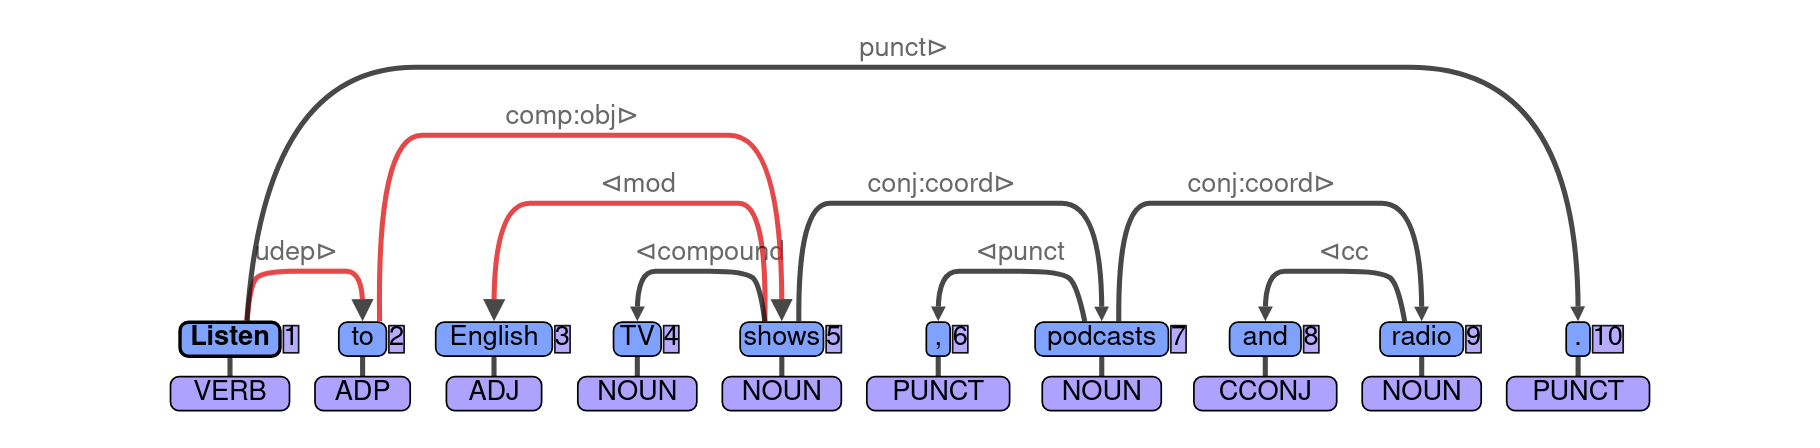 punct⊳
comp:obj⊳
⊲mod conj:coord⊳ conj:coord⊳
udep⊳ ⊲compound ⊲punct ⊲cc
Listen 1 to 2 English 3 TV 4 shows 5 , 6 podcasts 7 and 8 radio 9 . 10
VERB ADP ADJ NOUN NOUN PUNCT NOUN CCONJ NOUN PUNCT